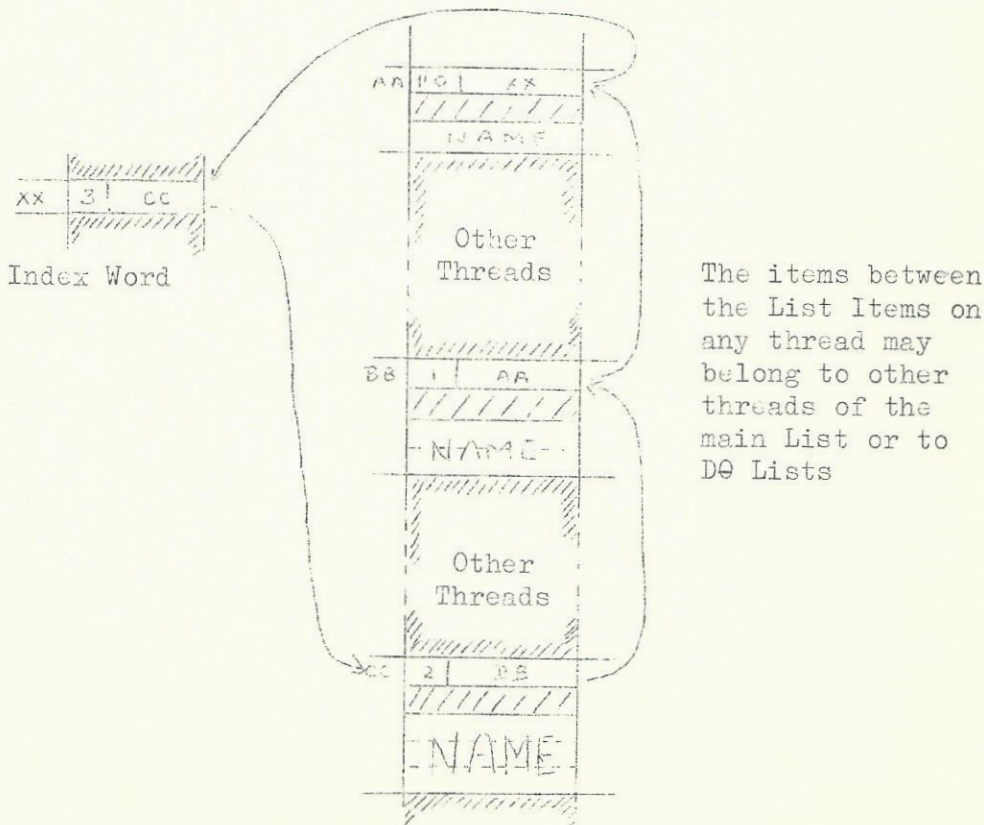 AA 0 XX
NAME
XX 3 CC
Index Word
Other
Threads
The items between
the List Items on
any thread may
belong to other
threads of the
main List or to
DO Lists
BB 1 AA
NAME
Other
Threads
CC 2 BB
NAME